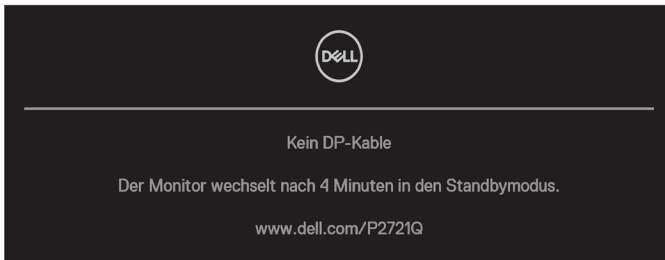 DELL
Kein DP-Kable
Der Monitor wechselt nach 4 Minuten in den Standbymodus.
www.dell.com/P2721Q